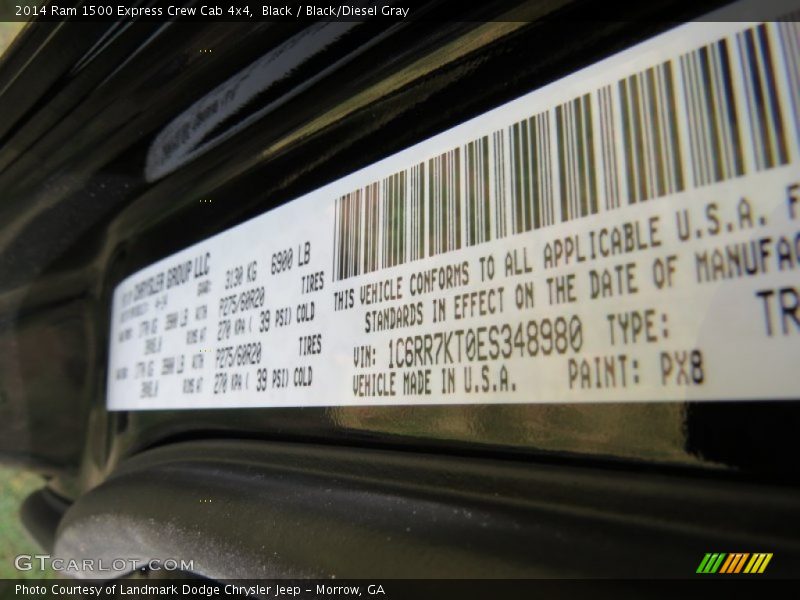 2014 Ram 1500 Express Crew Cab 4x4,  Black / Black/Diesel Gray
CHRYSLER GROUP LLC
3130 KG 6900 LB
TIRES
P275/60R20
270 KPA ( 39 PSI) COLD
TIRES
P275/60R20
270 KPA ( 39 PSI) COLD
THIS VEHICLE CONFORMS TO ALL APPLICABLE U.S.A. F
STANDARDS IN EFFECT ON THE DATE OF MANUFAC
VIN: 1C6RR7KT0ES348980 TYPE: TR
VEHICLE MADE IN U.S.A. PAINT: PX8
GTCARLOT.COM
Photo Courtesy of Landmark Dodge Chrysler Jeep - Morrow, GA